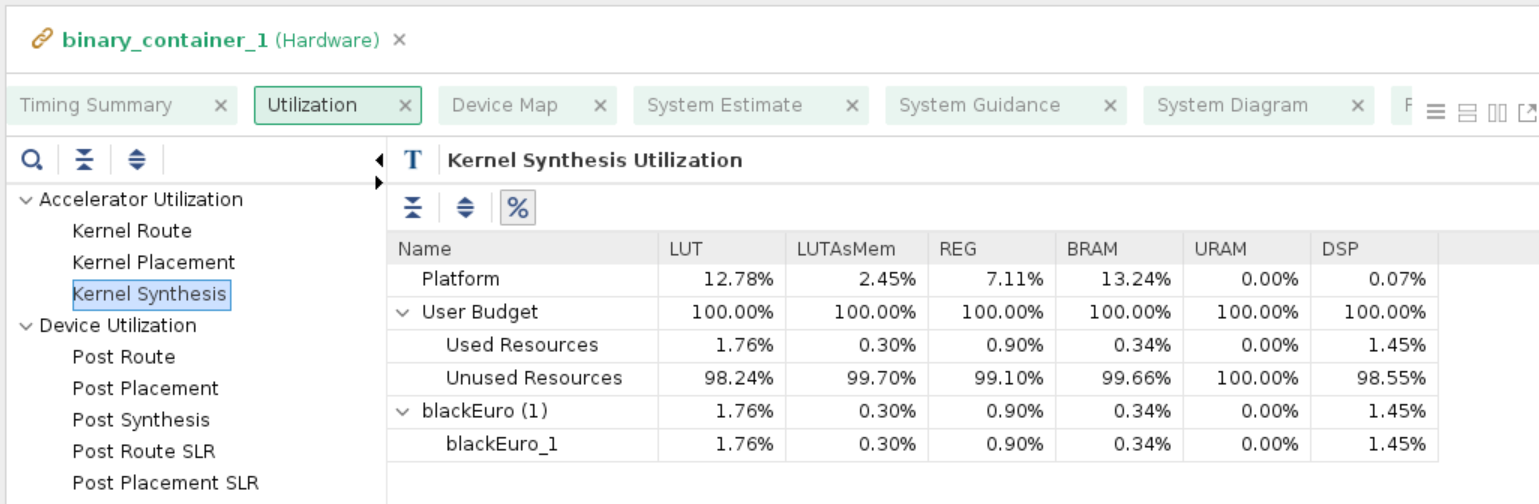 binary_container_1 (Hardware) ×
Timing Summary × Utilization × Device Map × System Estimate × System Guidance × System Diagram ×
T Kernel Synthesis Utilization
%
Accelerator Utilization
Kernel Route
Kernel Placement
Kernel Synthesis
Device Utilization
Post Route
Post Placement
Post Synthesis
Post Route SLR
Post Placement SLR
Name LUT LUTAsMem REG BRAM URAM DSP
Platform 12.78% 2.45% 7.11% 13.24% 0.00% 0.07%
User Budget 100.00% 100.00% 100.00% 100.00% 100.00% 100.00%
Used Resources 1.76% 0.30% 0.90% 0.34% 0.00% 1.45%
Unused Resources 98.24% 99.70% 99.10% 99.66% 100.00% 98.55%
blackEuro (1) 1.76% 0.30% 0.90% 0.34% 0.00% 1.45%
blackEuro_1 1.76% 0.30% 0.90% 0.34% 0.00% 1.45%